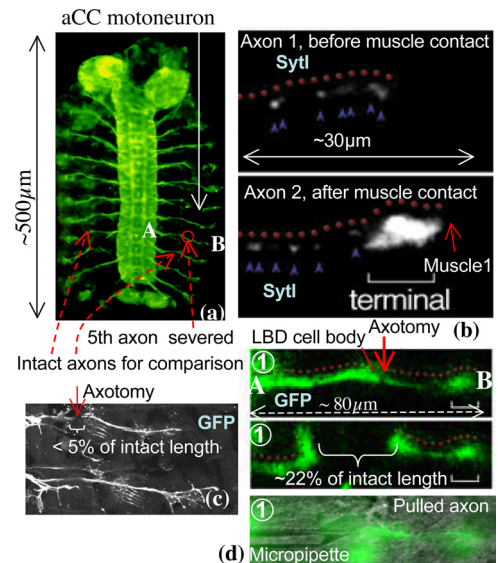 aCC motoneuron
~500μm
A
B
(a)
5th axon severed
Intact axons for comparison
Axon 1, before muscle contact
SytI
~30μm
Axon 2, after muscle contact
SytI
Muscle1
terminal
(b)
Axotomy
GFP
< 5% of intact length
(c)
LBD cell body
Axotomy
1
A
B
GFP
~ 80μm
1
~22% of intact length
1
Pulled axon
Micropipette
(d)